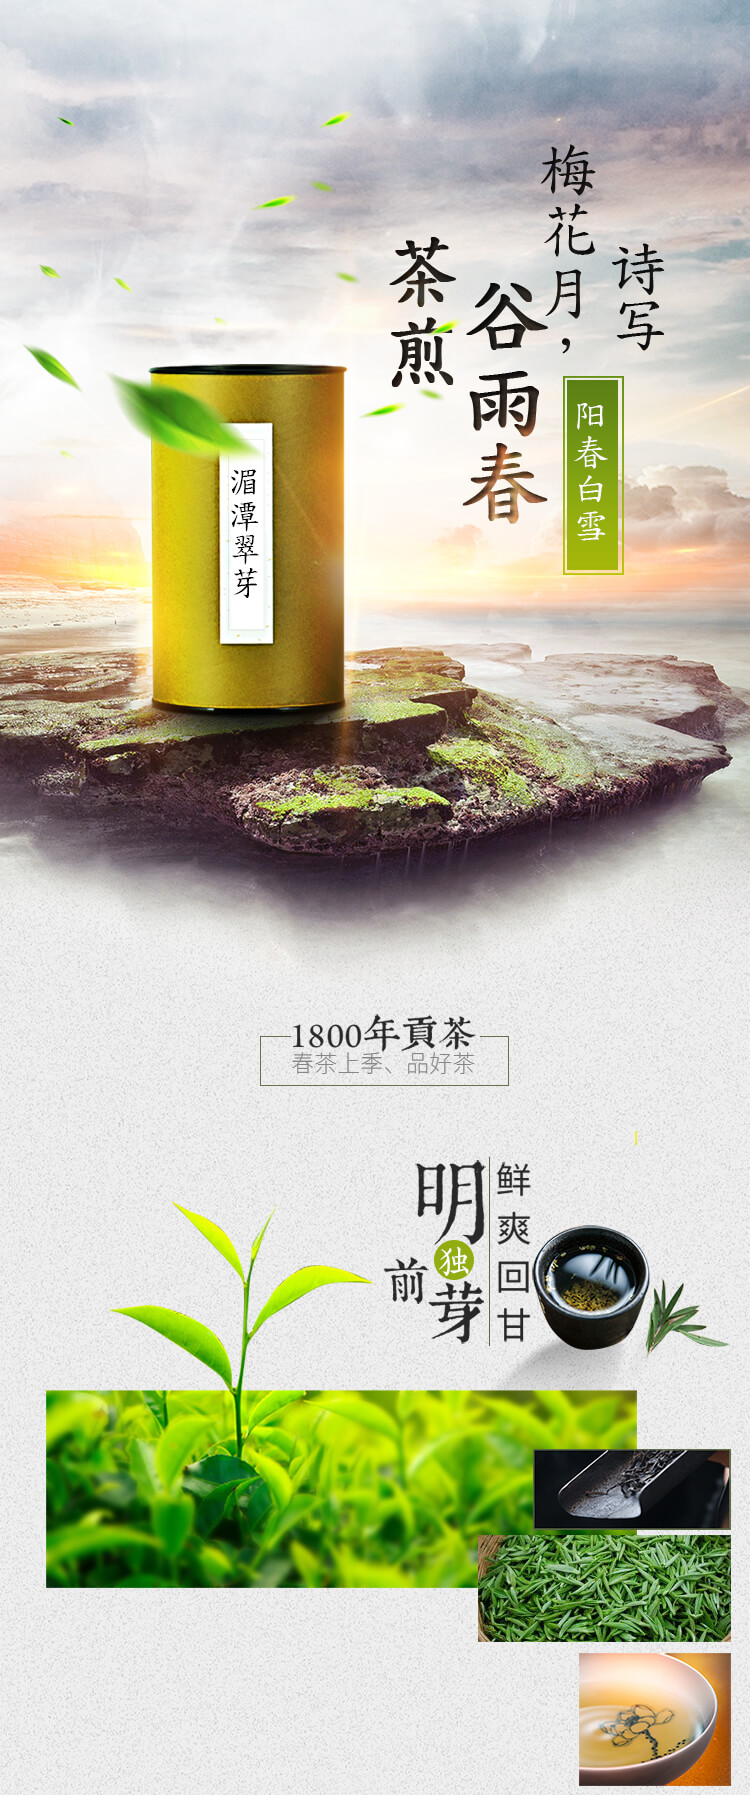 诗写
梅花月，
谷雨春
茶煎
阳春白雪
湄潭翠芽
1800年貢茶
春茶上季、品好茶
鲜爽回甘
明
前
独
芽